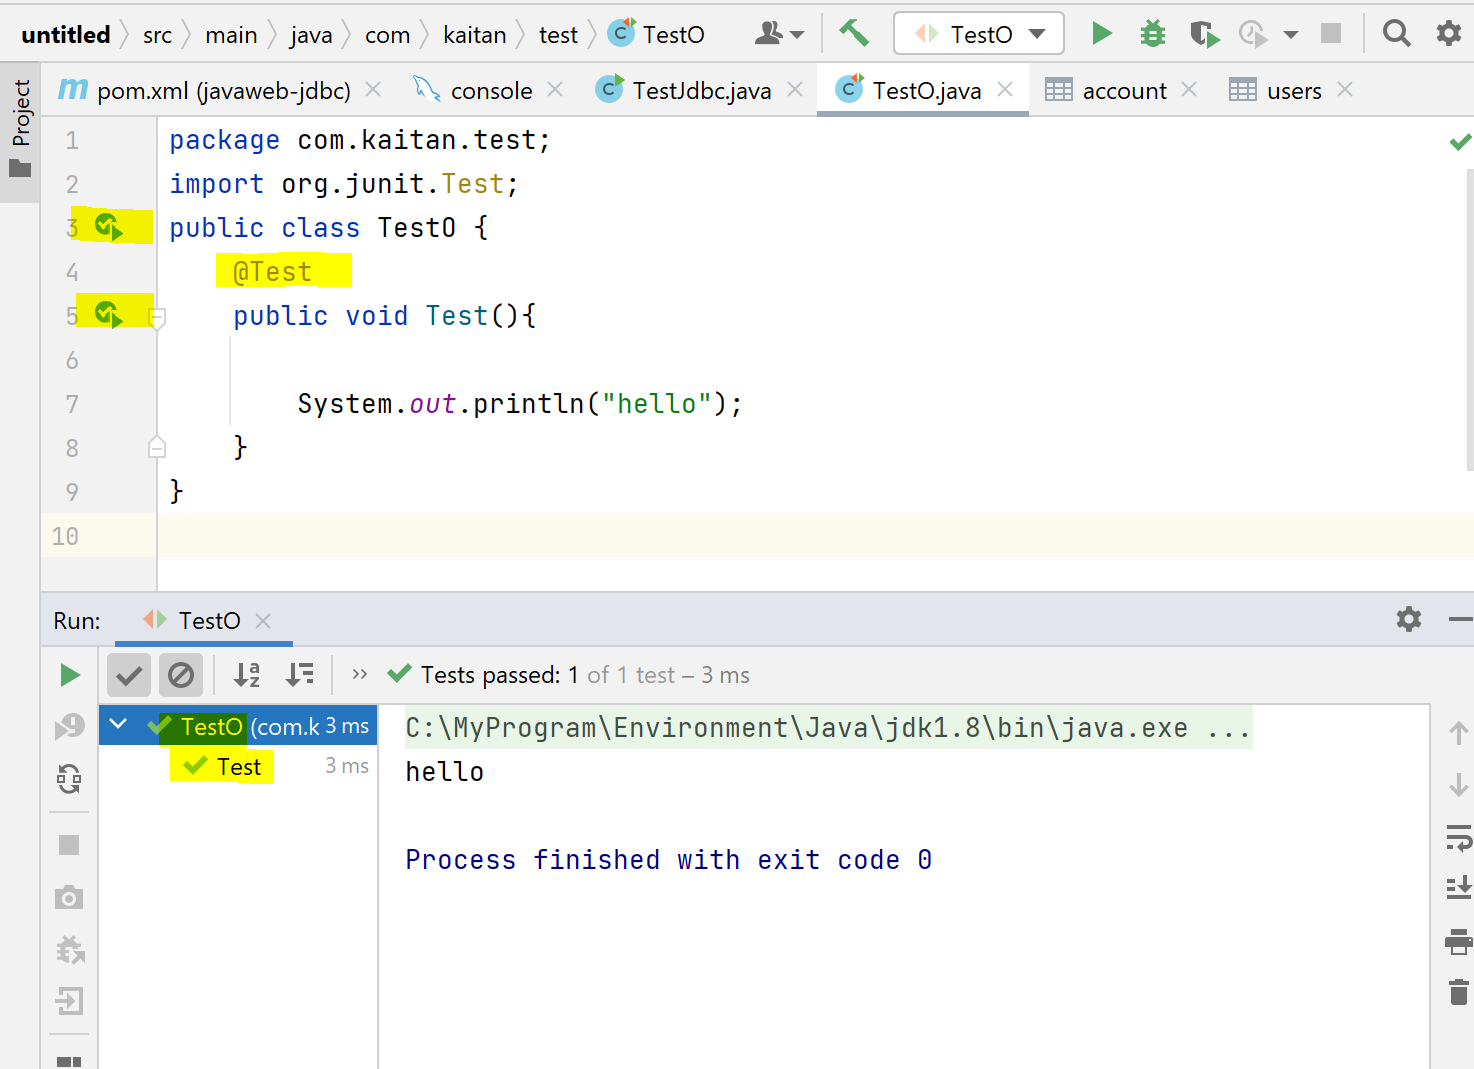 untitled src main java com kaitan test TestO TestO
Project
pom.xml (javaweb-jdbc) console TestJdbc.java TestO.java account users
1 package com.kaitan.test;
2 import org.junit.Test;
3 public class TestO {
4 @Test
5 public void Test(){
6
7 System.out.println("hello");
8 }
9 }
10
Run: TestO
Tests passed: 1 of 1 test – 3 ms
TestO (com.k 3 ms
Test 3 ms
C:\MyProgram\Environment\Java\jdk1.8\bin\java.exe ...
hello
Process finished with exit code 0